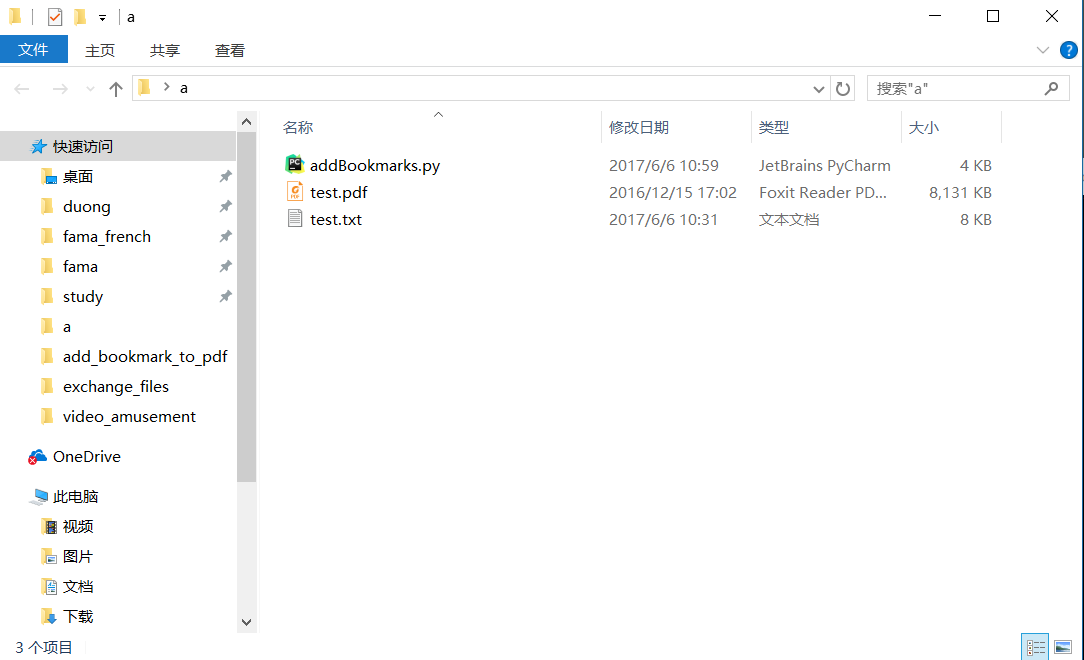 a
文件 主页 共享 查看
a 搜索"a"
名称 修改日期 类型 大小
addBookmarks.py 2017/6/6 10:59 JetBrains PyCharm 4 KB
test.pdf 2016/12/15 17:02 Foxit Reader PD... 8,131 KB
test.txt 2017/6/6 10:31 文本文档 8 KB
快速访问
桌面
duong
fama_french
fama
study
a
add_bookmark_to_pdf
exchange_files
video_amusement
OneDrive
此电脑
视频
图片
文档
下载
3 个项目